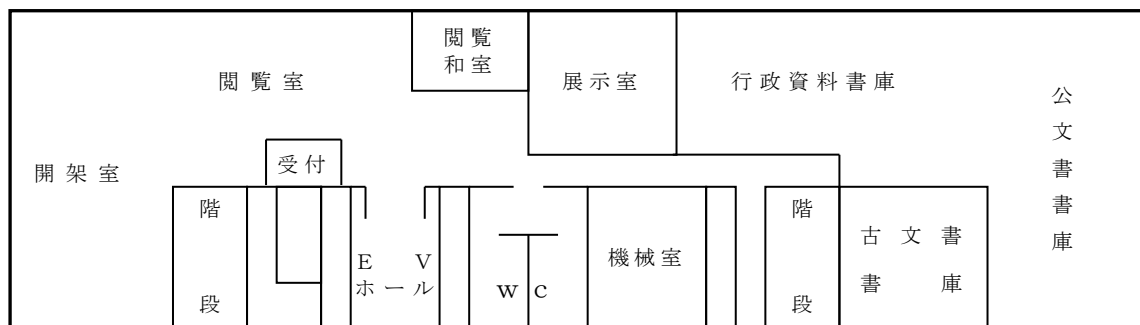 閲覧
和室
閲覧室
展示室
行政資料書庫
公文書書庫
開架室
受付
階段
EV
ホール
wc
機械室
階段
古文書
書庫